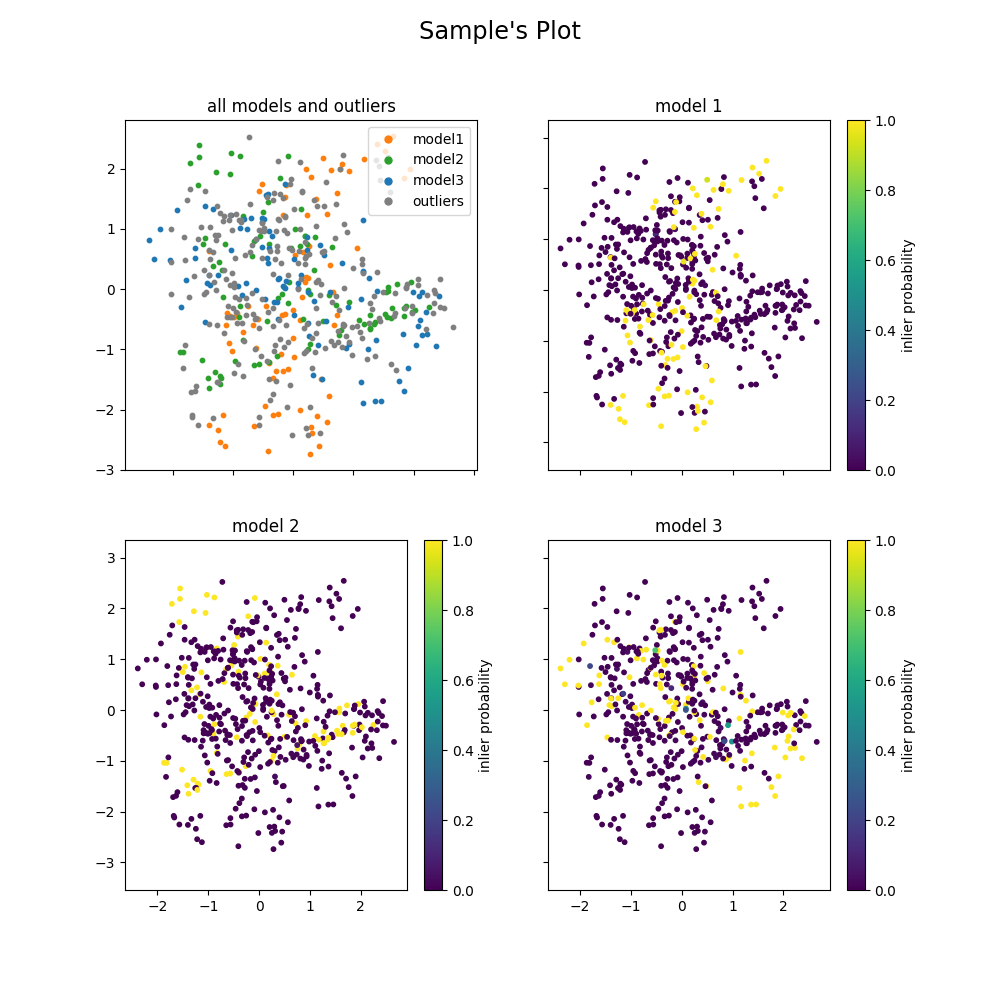 Sample's Plot
all models and outliers
model1
model2
model3
outliers
2
1
0
−1
−2
−3
model 1
1.0
0.8
0.6
0.4
0.2
0.0
inlier probability
model 2
3
2
1
0
−1
−2
−3
−2 −1 0 1 2
1.0
0.8
0.6
0.4
0.2
0.0
inlier probability
model 3
−2 −1 0 1 2
1.0
0.8
0.6
0.4
0.2
0.0
inlier probability